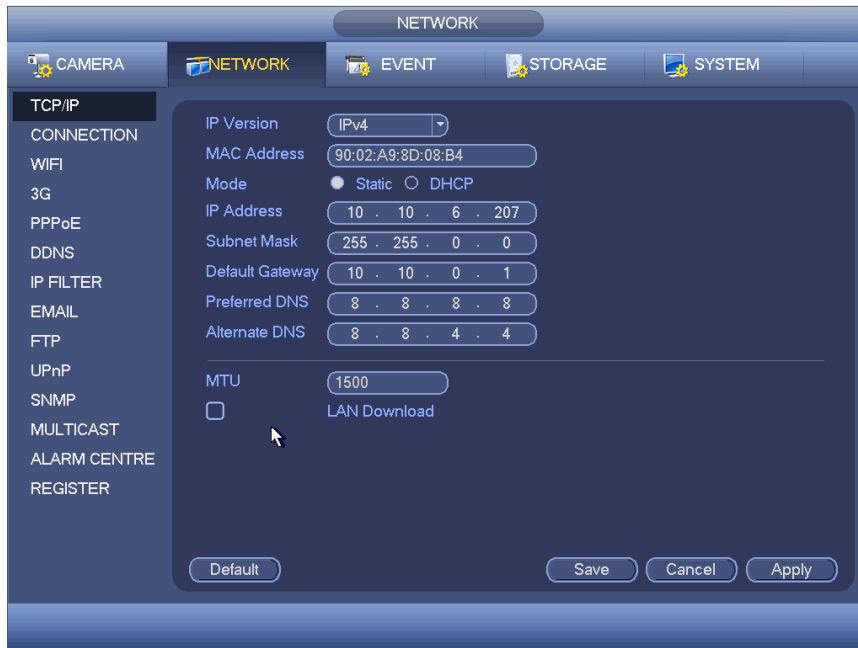 NETWORK
CAMERA NETWORK EVENT STORAGE SYSTEM
TCP/IP
CONNECTION
WIFI
3G
PPPoE
DDNS
IP FILTER
EMAIL
FTP
UPnP
SNMP
MULTICAST
ALARM CENTRE
REGISTER
IP Version IPv4
MAC Address 90:02:A9:8D:08:B4
Mode Static DHCP
IP Address 10 . 10 . 6 . 207
Subnet Mask 255 . 255 . 0 . 0
Default Gateway 10 . 10 . 0 . 1
Preferred DNS 8 . 8 . 8 . 8
Alternate DNS 8 . 8 . 4 . 4
MTU 1500
LAN Download
Default Save Cancel Apply